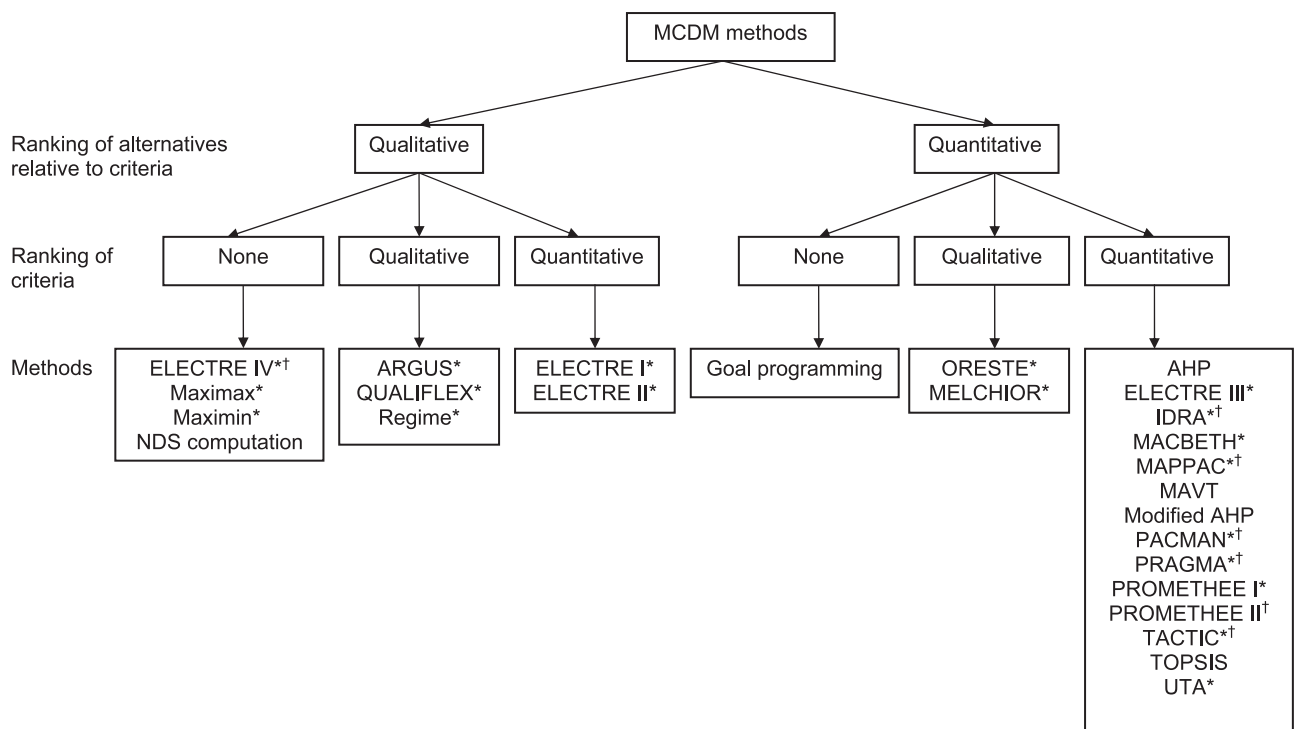 MCDM methods
Ranking of alternatives
relative to criteria
Qualitative
Quantitative
Ranking of
criteria
None
Qualitative
Quantitative
None
Qualitative
Quantitative
Methods
ELECTRE IV*†
Maximax*
Maximin*
NDS computation
ARGUS*
QUALIFLEX*
Regime*
ELECTRE I*
ELECTRE II*
Goal programming
ORESTE*
MELCHIOR*
AHP
ELECTRE III*
IDRA*†
MACBETH*
MAPPAC*†
MAVT
Modified AHP
PACMAN*†
PRAGMA*†
PROMETHEE I*
PROMETHEE II†
TACTIC*†
TOPSIS
UTA*